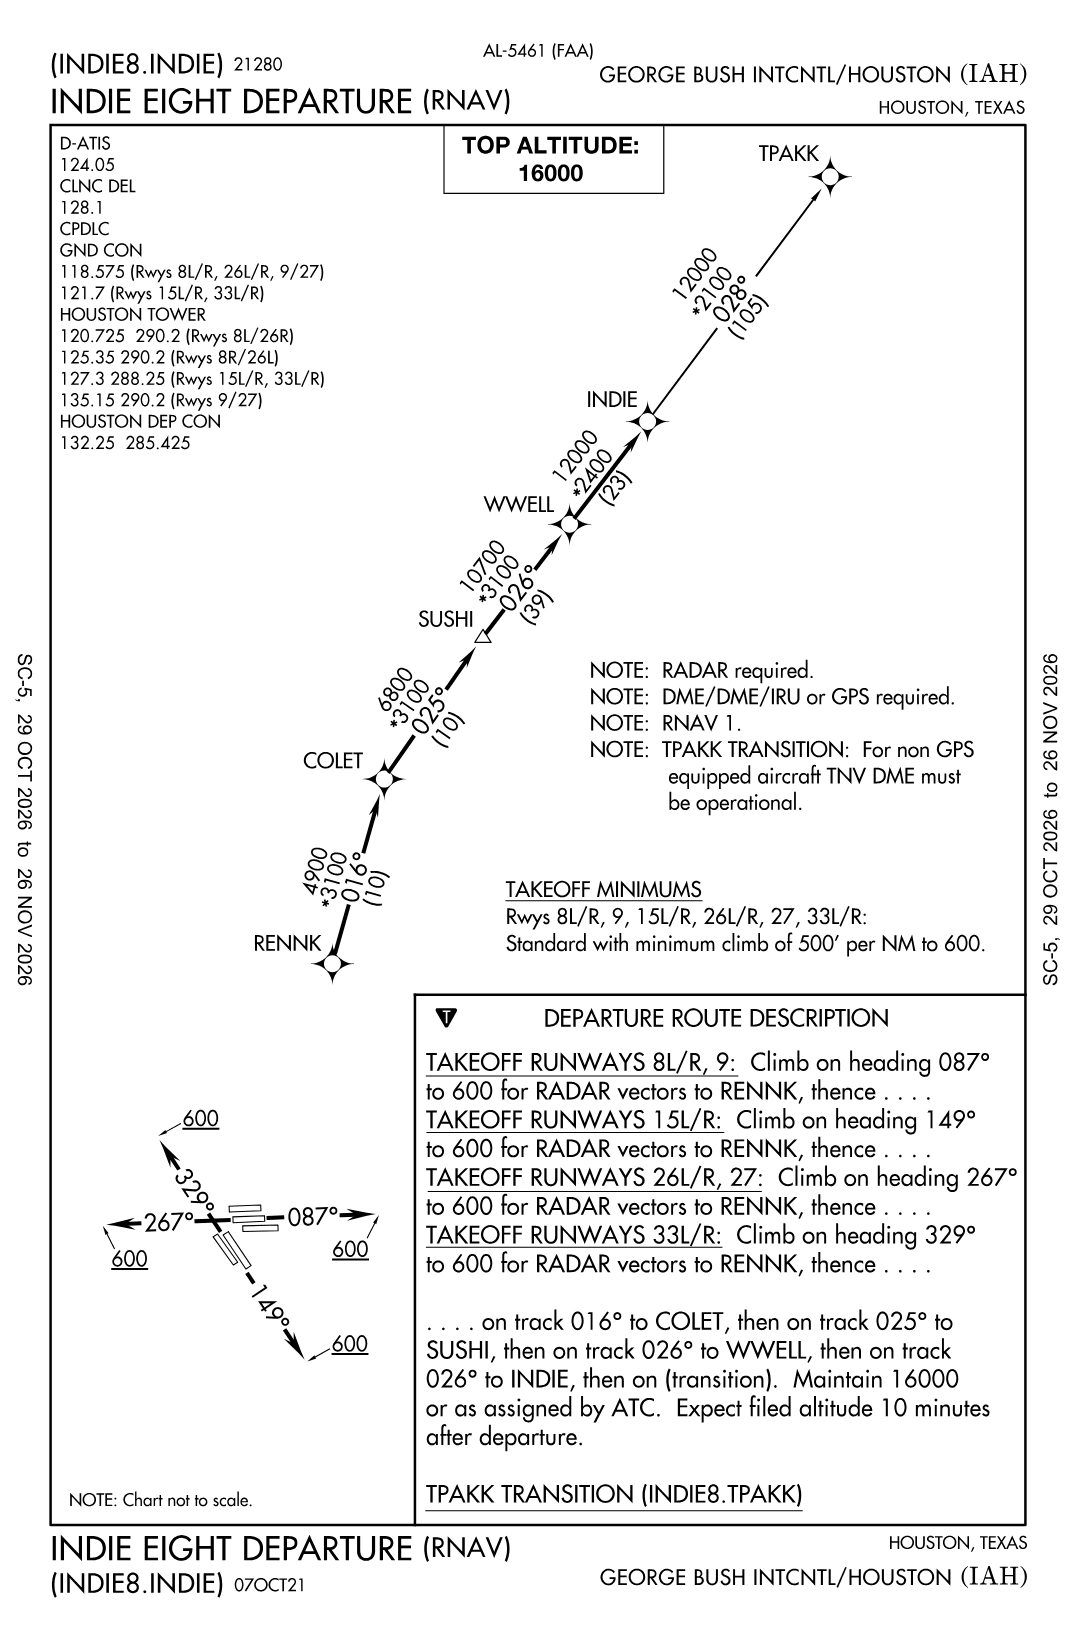 AL-5461 (FAA)
(INDIE8.INDIE) 21280
GEORGE BUSH INTCNTL/HOUSTON (IAH)
INDIE EIGHT DEPARTURE (RNAV)
HOUSTON, TEXAS
D-ATIS
124.05
CLNC DEL
128.1
CPDLC
GND CON
118.575 (Rwys 8L/R, 26L/R, 9/27)
121.7 (Rwys 15L/R, 33L/R)
HOUSTON TOWER
120.725 290.2 (Rwys 8L/26R)
125.35 290.2 (Rwys 8R/26L)
127.3 288.25 (Rwys 15L/R, 33L/R)
135.15 290.2 (Rwys 9/27)
HOUSTON DEP CON
132.25 285.425
TOP ALTITUDE:
16000
TPAKK
12000
*2100
028°
(105)
INDIE
12000
*2400
(23)
WWELL
10700
*3100
026°
(39)
SUSHI
6800
*3100
025°
(10)
COLET
4900
*3100
016°
(10)
RENNK
NOTE: RADAR required.
NOTE: DME/DME/IRU or GPS required.
NOTE: RNAV 1.
NOTE: TPAKK TRANSITION: For non GPS
equipped aircraft TNV DME must
be operational.
TAKEOFF MINIMUMS
Rwys 8L/R, 9, 15L/R, 26L/R, 27, 33L/R:
Standard with minimum climb of 500' per NM to 600.
SC-5, 29 OCT 2026 to 26 NOV 2026
SC-5, 29 OCT 2026 to 26 NOV 2026
600
329°
267°
087°
600
600
149°
600
NOTE: Chart not to scale.
T
DEPARTURE ROUTE DESCRIPTION
TAKEOFF RUNWAYS 8L/R, 9: Climb on heading 087°
to 600 for RADAR vectors to RENNK, thence . . . .
TAKEOFF RUNWAYS 15L/R: Climb on heading 149°
to 600 for RADAR vectors to RENNK, thence . . . .
TAKEOFF RUNWAYS 26L/R, 27: Climb on heading 267°
to 600 for RADAR vectors to RENNK, thence . . . .
TAKEOFF RUNWAYS 33L/R: Climb on heading 329°
to 600 for RADAR vectors to RENNK, thence . . . .
. . . . on track 016° to COLET, then on track 025° to
SUSHI, then on track 026° to WWELL, then on track
026° to INDIE, then on (transition). Maintain 16000
or as assigned by ATC. Expect filed altitude 10 minutes
after departure.
TPAKK TRANSITION (INDIE8.TPAKK)
INDIE EIGHT DEPARTURE (RNAV)
HOUSTON, TEXAS
(INDIE8.INDIE) 07OCT21
GEORGE BUSH INTCNTL/HOUSTON (IAH)